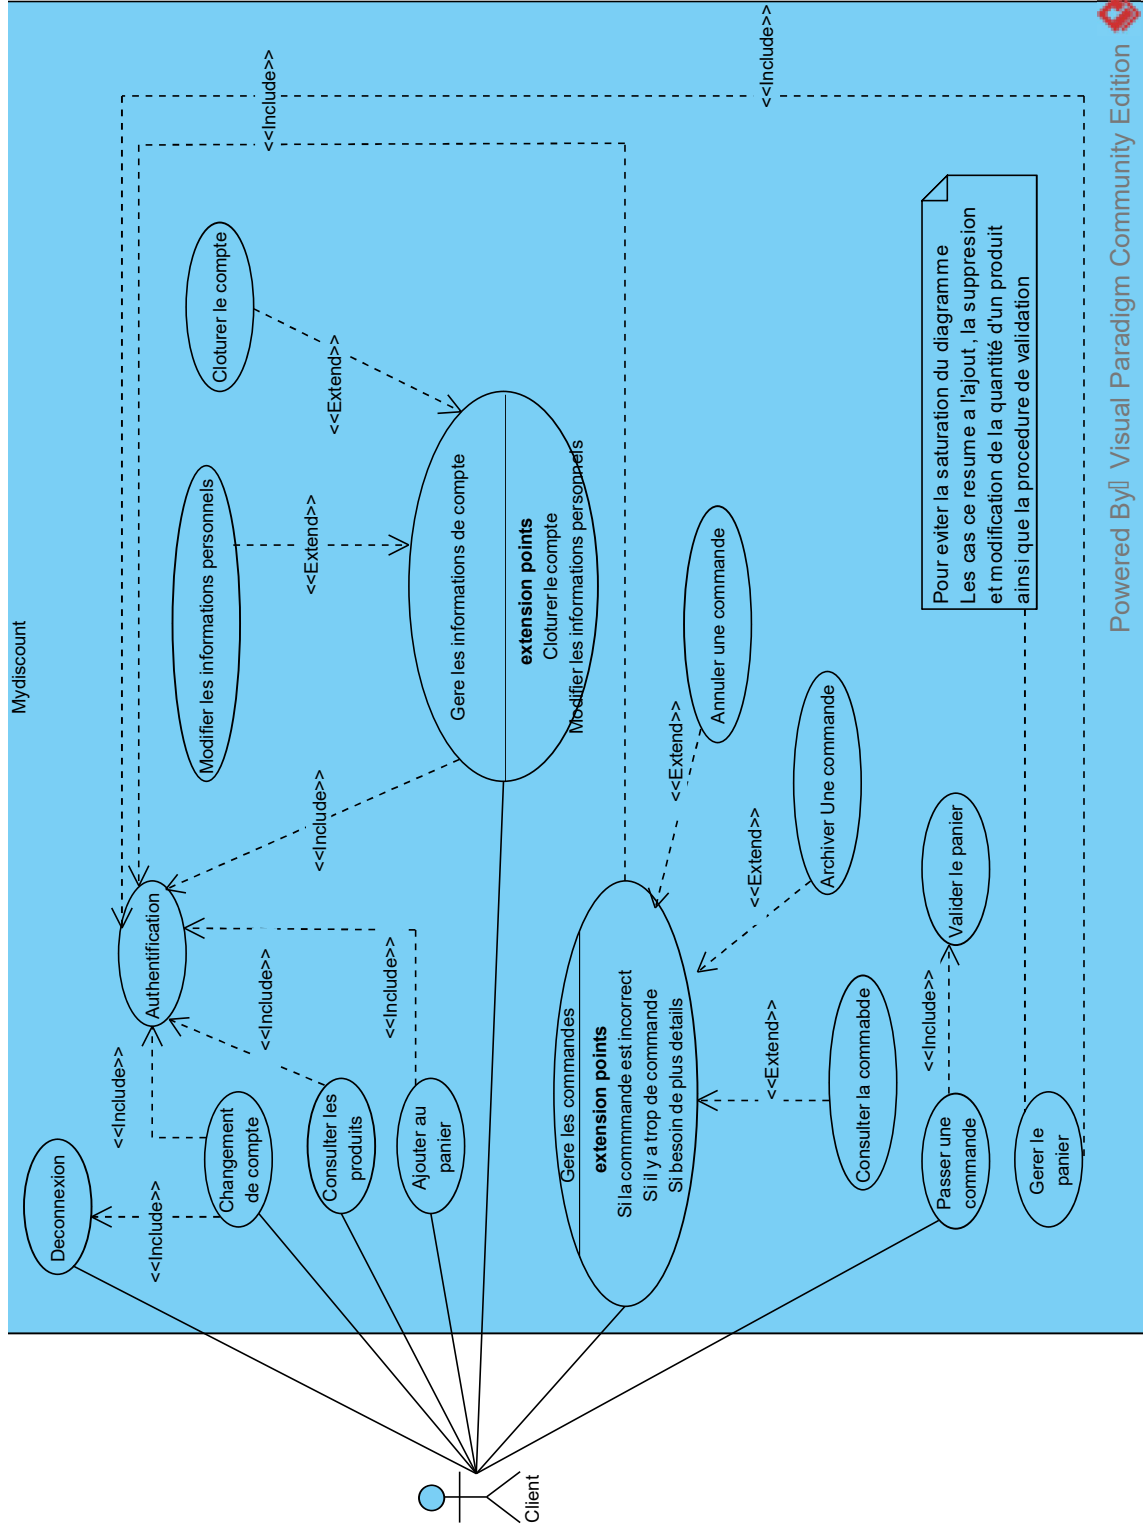 Mydiscount
Deconnexion
<<Include>>
<<Include>>
Changement
de compte
Authentification
<<Include>>
Consulter les
produits
<<Include>>
Ajouter au
panier
<<Include>>
Modifier les informations personnels
<<Extend>>
Cloturer le compte
<<Extend>>
<<Include>>
<<Include>>
Gere les informations de compte
extension points
Cloturer le compte
Modifier les informations personnels
Client
Gere les commandes
extension points
Si la commmande est incorrect
Si il y a trop de commande
Si besoin de plus details
<<Extend>>
Annuler une commande
<<Extend>>
Archiver Une commande
<<Extend>>
Consulter la commabde
Passer une
commande
<<Include>>
Valider le panier
Gerer le
panier
Pour eviter la saturation du diagramme
Les cas ce resume a l'ajout , la suppresion
et modification de la quantité d'un produit
ainsi que la procedure de validation
<<Include>>
Powered By Visual Paradigm Community Edition